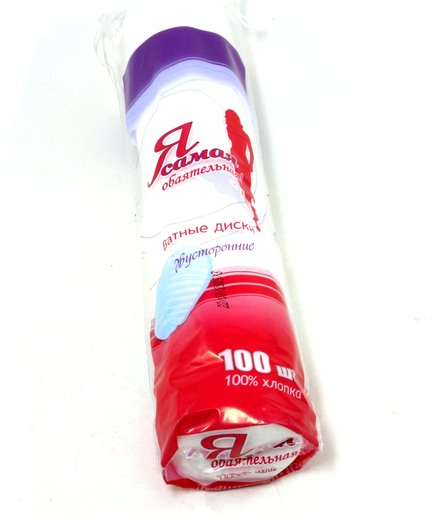 Я
самая
обаятельная!
ватные диски
двусторонние
100 шт.
100% хлопка
Я
обаятельная